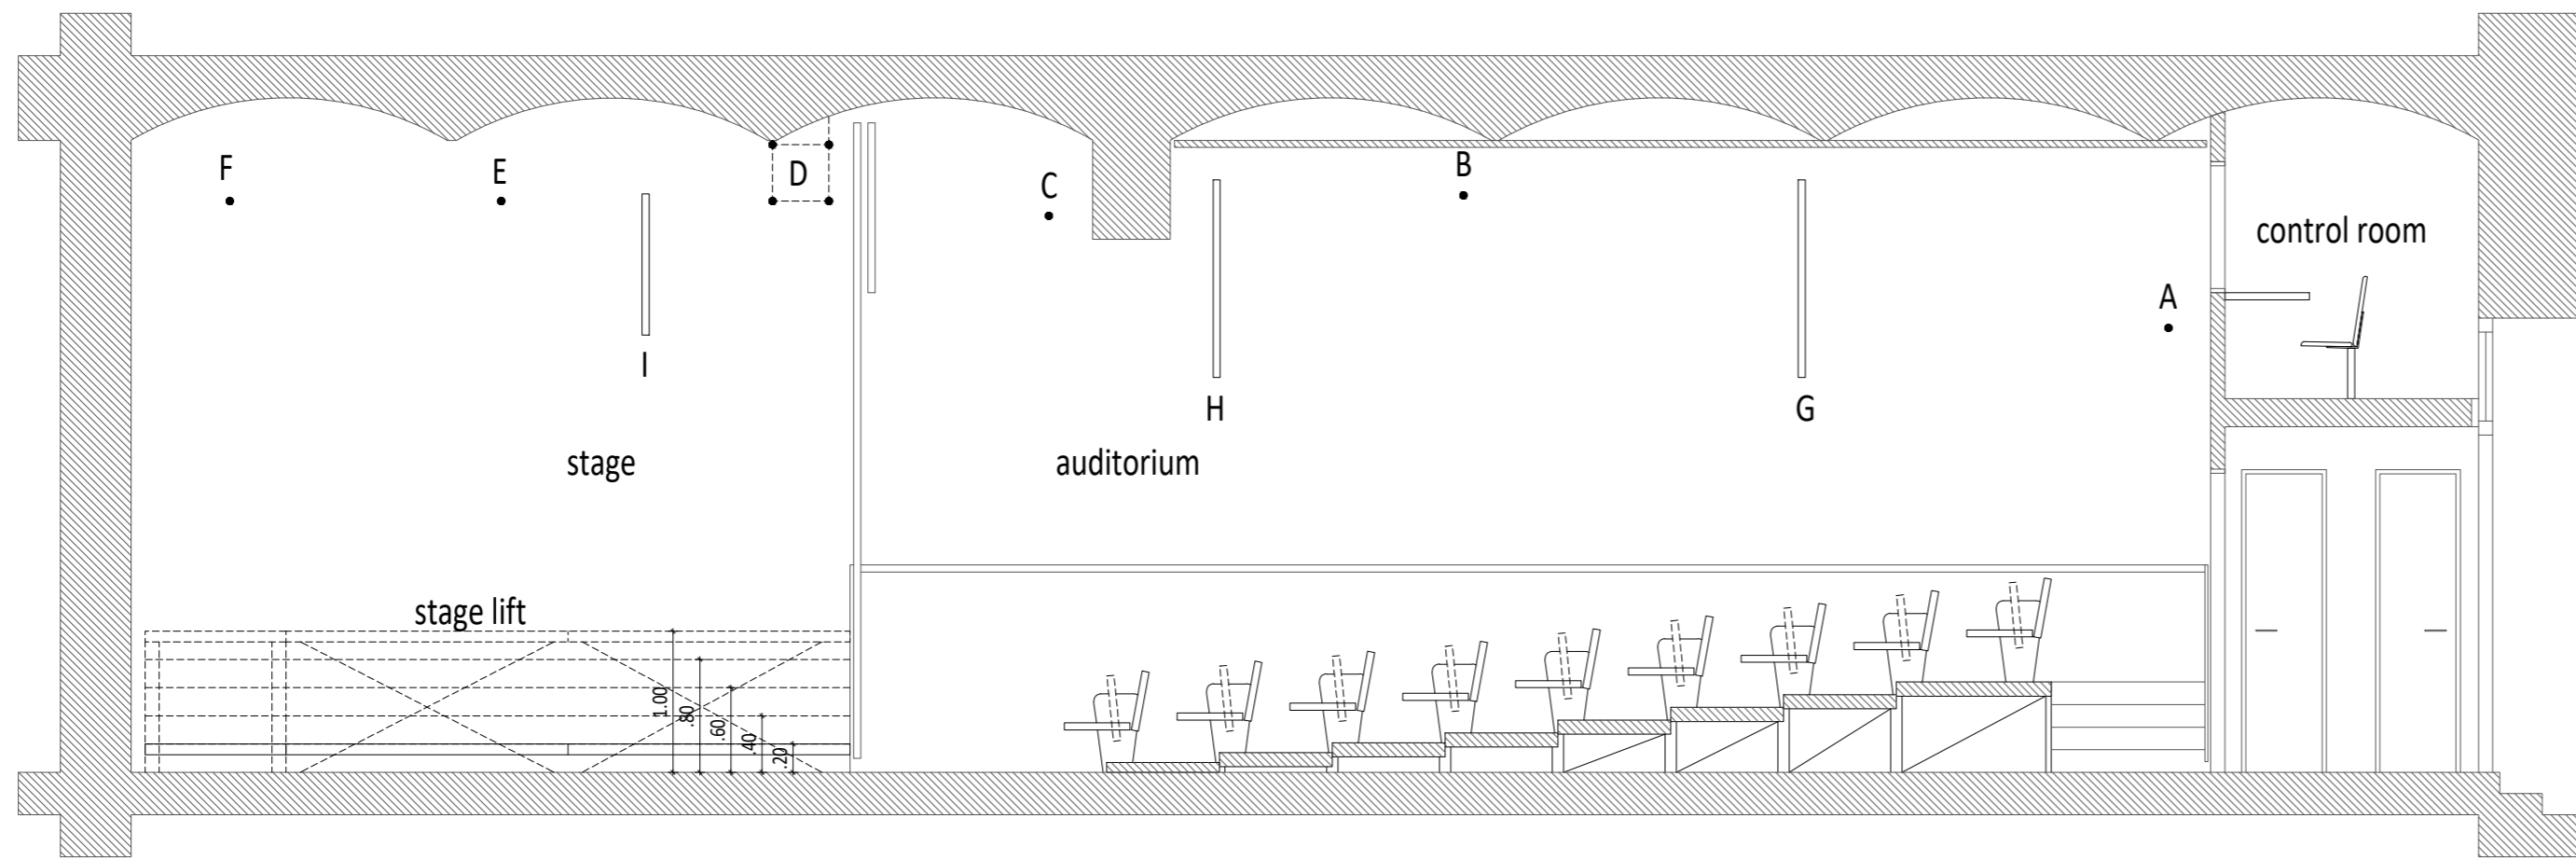 F
E
D
C
B
control room
A
I
H
G
stage
auditorium
stage lift
1.00
.80
.60
.40
.20